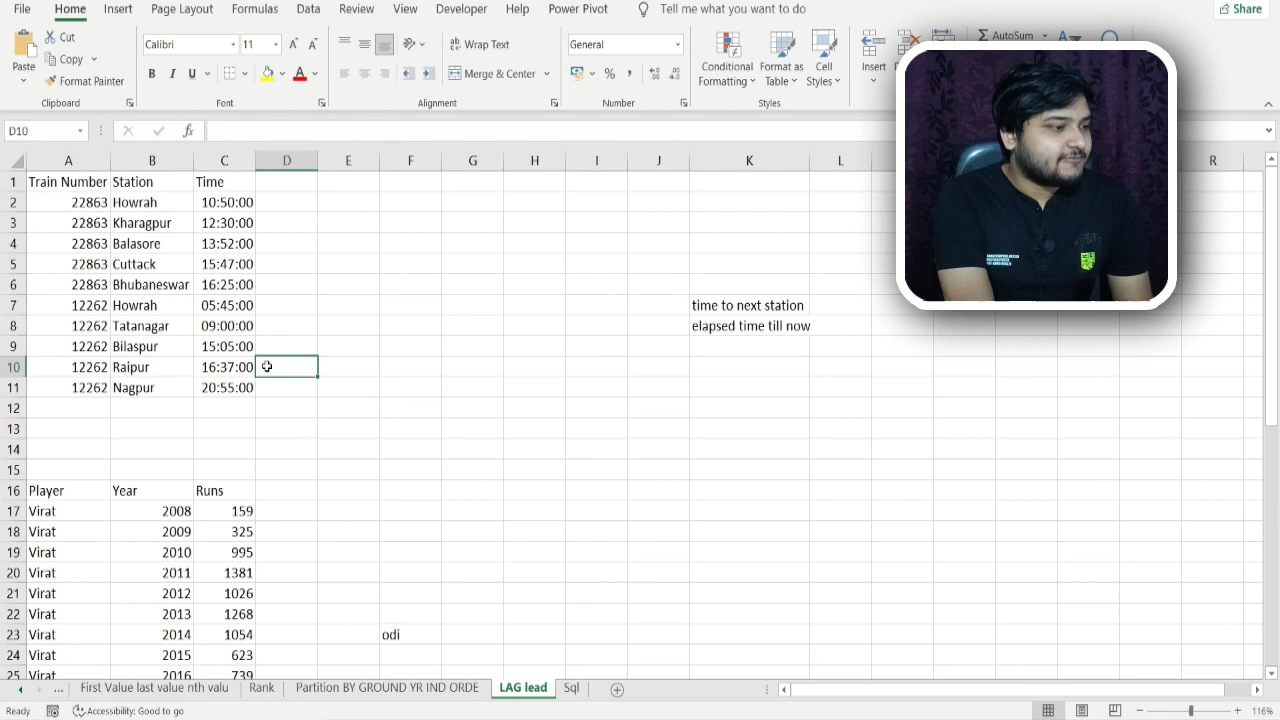 File Home Insert Page Layout Formulas Data Review View Developer Help Power Pivot Tell me what you want to do Share
Paste Cut Copy Format Painter Clipboard
Calibri 11 B I U A Font
Wrap Text Merge & Center Alignment
General % Number
Conditional Formatting Format as Table Cell Styles Styles
Insert AutoSum
D10 fx
A B C D E F G H I J K L R
1 Train Number Station Time
2 22863 Howrah 10:50:00
3 22863 Kharagpur 12:30:00
4 22863 Balasore 13:52:00
5 22863 Cuttack 15:47:00
6 22863 Bhubaneswar 16:25:00
7 12262 Howrah 05:45:00 time to next station
8 12262 Tatanagar 09:00:00 elapsed time till now
9 12262 Bilaspur 15:05:00
10 12262 Raipur 16:37:00
11 12262 Nagpur 20:55:00
12
13
14
15
16 Player Year Runs
17 Virat 2008 159
18 Virat 2009 325
19 Virat 2010 995
20 Virat 2011 1381
21 Virat 2012 1026
22 Virat 2013 1268
23 Virat 2014 1054 odi
24 Virat 2015 623
25 Virat 2016 739
... First Value last value nth valu Rank Partition BY GROUND YR IND ORDE LAG lead Sql
Ready Accessibility: Good to go 116%